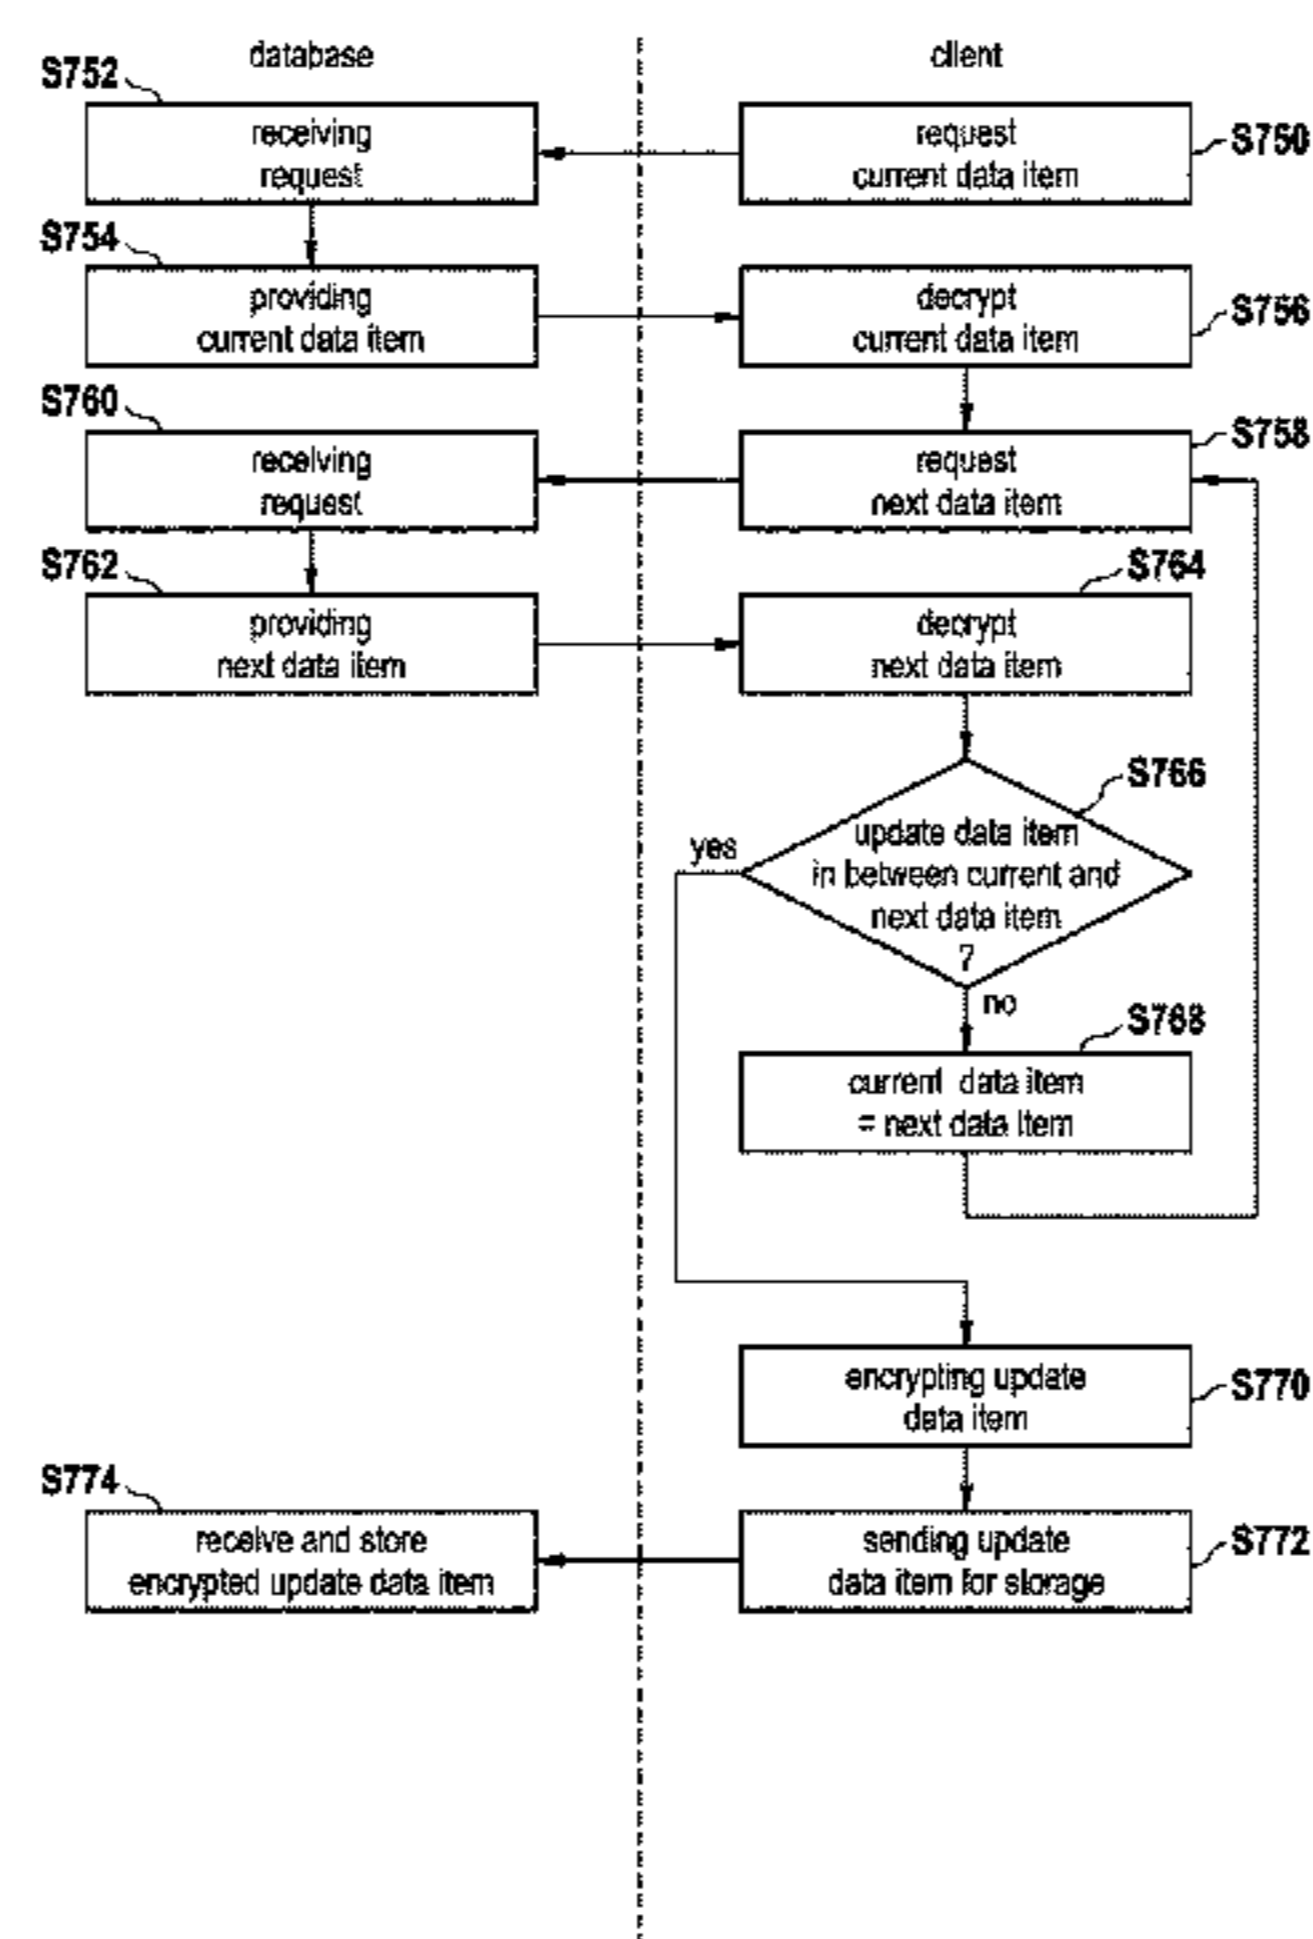 database
client
S752
receiving
request
request
current data item
S750
S754
providing
current data item
decrypt
current data item
S756
S760
receiving
request
request
next data item
S758
S762
providing
next data item
S764
decrypt
next data item
S766
yes
update data item
in between current and
next data item
?
no
S768
current data item
= next data item
encrypting update
data item
S770
S774
receive and store
encrypted update data item
sending update
data item for storage
S772